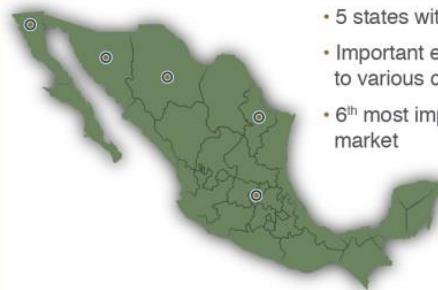 • 5 states wit
• Important e
to various c
• 6th most imp
market